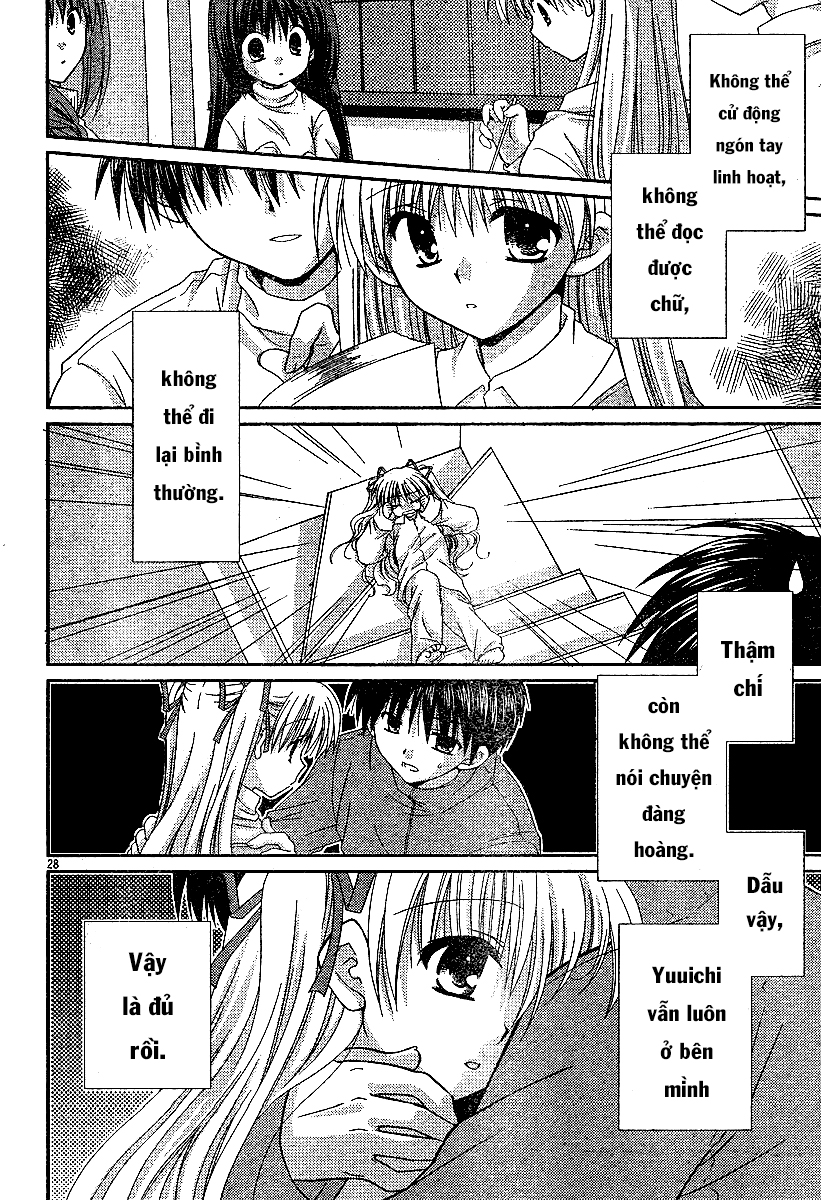 Không thể
cử động
ngón tay
linh hoạt,
không
thể đọc
được
chữ,
không
thể đi
lại bình
thường.
Thậm
chí
còn
không thể
nói chuyện
đàng
hoàng.
28
Dẫu
vậy,
Yuuichi
vẫn luôn
ở bên
mình
Vậy
là đủ
rồi.